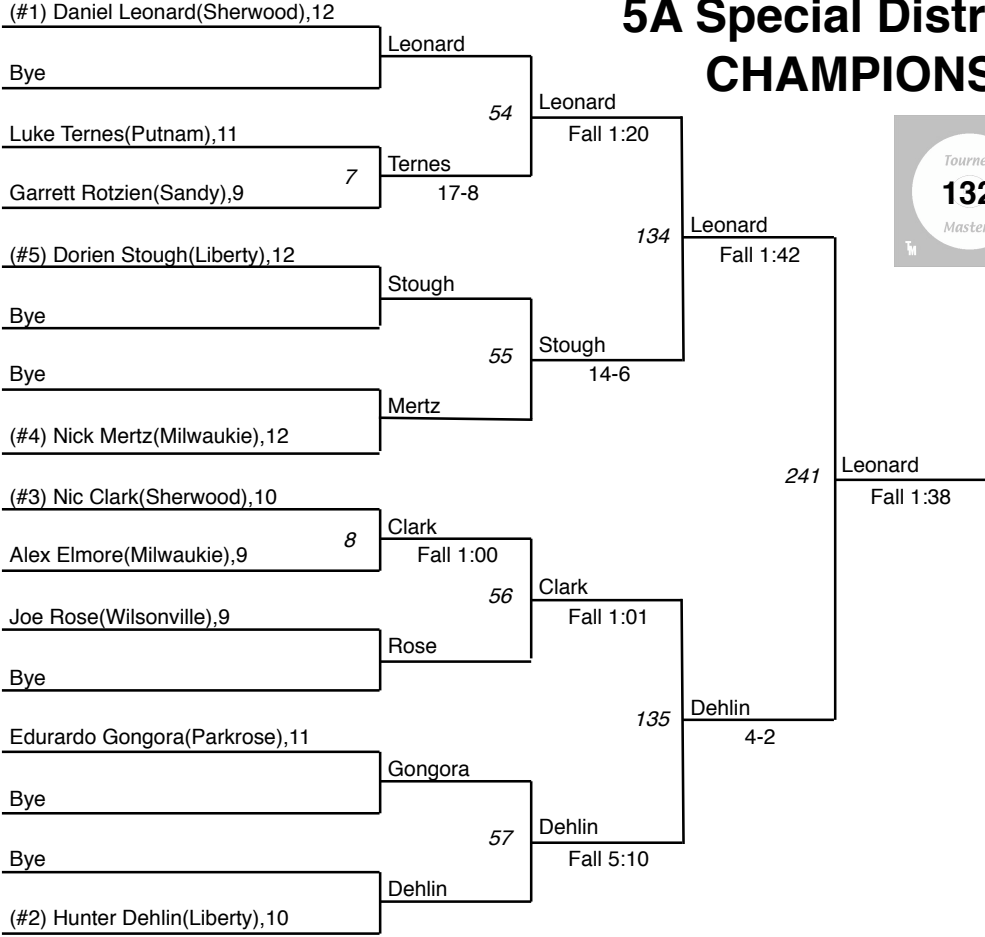 (#1) Daniel Leonard(Sherwood),12
5A Special Distr
CHAMPIONS
Leonard
Bye
54
Leonard
Fall 1:20
Luke Ternes(Putnam),11
7
Ternes
17-8
Garrett Rotzien(Sandy),9
Tourne
132
Master
TM
134
Leonard
Fall 1:42
(#5) Dorien Stough(Liberty),12
Stough
Bye
55
Stough
14-6
Bye
Mertz
(#4) Nick Mertz(Milwaukie),12
241
Leonard
Fall 1:38
(#3) Nic Clark(Sherwood),10
8
Clark
Fall 1:00
Alex Elmore(Milwaukie),9
56
Clark
Fall 1:01
Joe Rose(Wilsonville),9
Rose
Bye
135
Dehlin
4-2
Edurardo Gongora(Parkrose),11
Gongora
Bye
57
Dehlin
Fall 5:10
Bye
Dehlin
(#2) Hunter Dehlin(Liberty),10